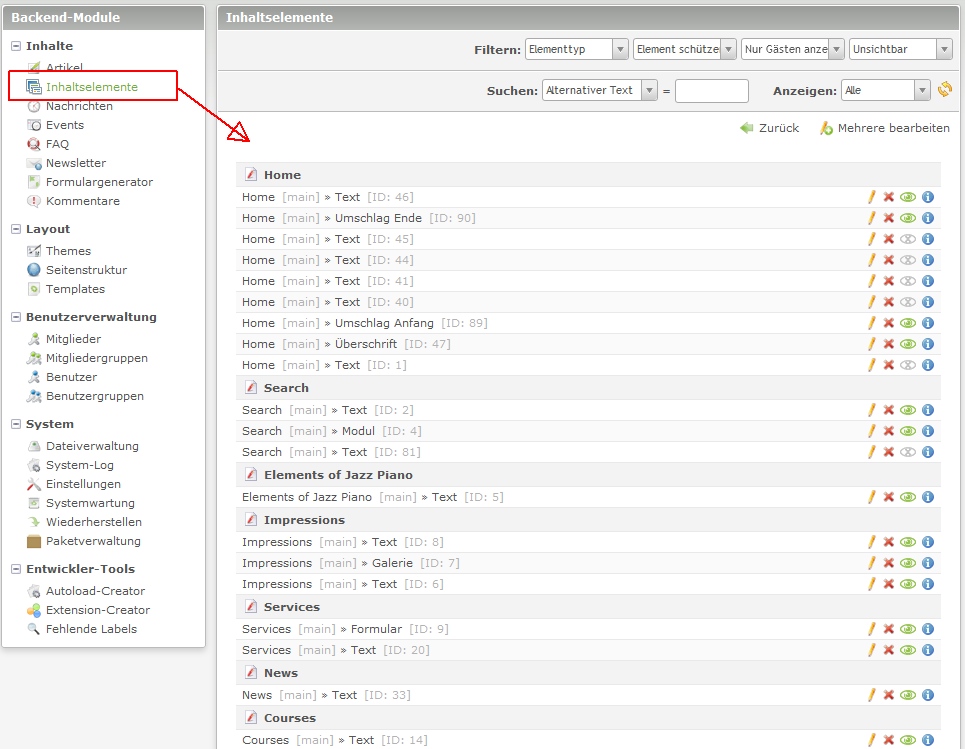 Backend-Module
Inhalte
Artikel
Inhaltselemente
Nachrichten
Events
FAQ
Newsletter
Formulargenerator
Kommentare
Layout
Themes
Seitenstruktur
Templates
Benutzerverwaltung
Mitglieder
Mitgliedergruppen
Benutzer
Benutzergruppen
System
Dateiverwaltung
System-Log
Einstellungen
Systemwartung
Wiederherstellen
Paketverwaltung
Entwickler-Tools
Autoload-Creator
Extension-Creator
Fehlende Labels
Inhaltselemente
Filtern: Elementtyp Element schütze Nur Gästen anze Unsichtbar
Suchen: Alternativer Text = Anzeigen: Alle
Zurück Mehrere bearbeiten
Home
Home [main] » Text [ID: 46]
Home [main] » Umschlag Ende [ID: 90]
Home [main] » Text [ID: 45]
Home [main] » Text [ID: 44]
Home [main] » Text [ID: 41]
Home [main] » Text [ID: 40]
Home [main] » Umschlag Anfang [ID: 89]
Home [main] » Überschrift [ID: 47]
Home [main] » Text [ID: 1]
Search
Search [main] » Text [ID: 2]
Search [main] » Modul [ID: 4]
Search [main] » Text [ID: 81]
Elements of Jazz Piano
Elements of Jazz Piano [main] » Text [ID: 5]
Impressions
Impressions [main] » Text [ID: 8]
Impressions [main] » Galerie [ID: 7]
Impressions [main] » Text [ID: 6]
Services
Services [main] » Formular [ID: 9]
Services [main] » Text [ID: 20]
News
News [main] » Text [ID: 33]
Courses
Courses [main] » Text [ID: 14]